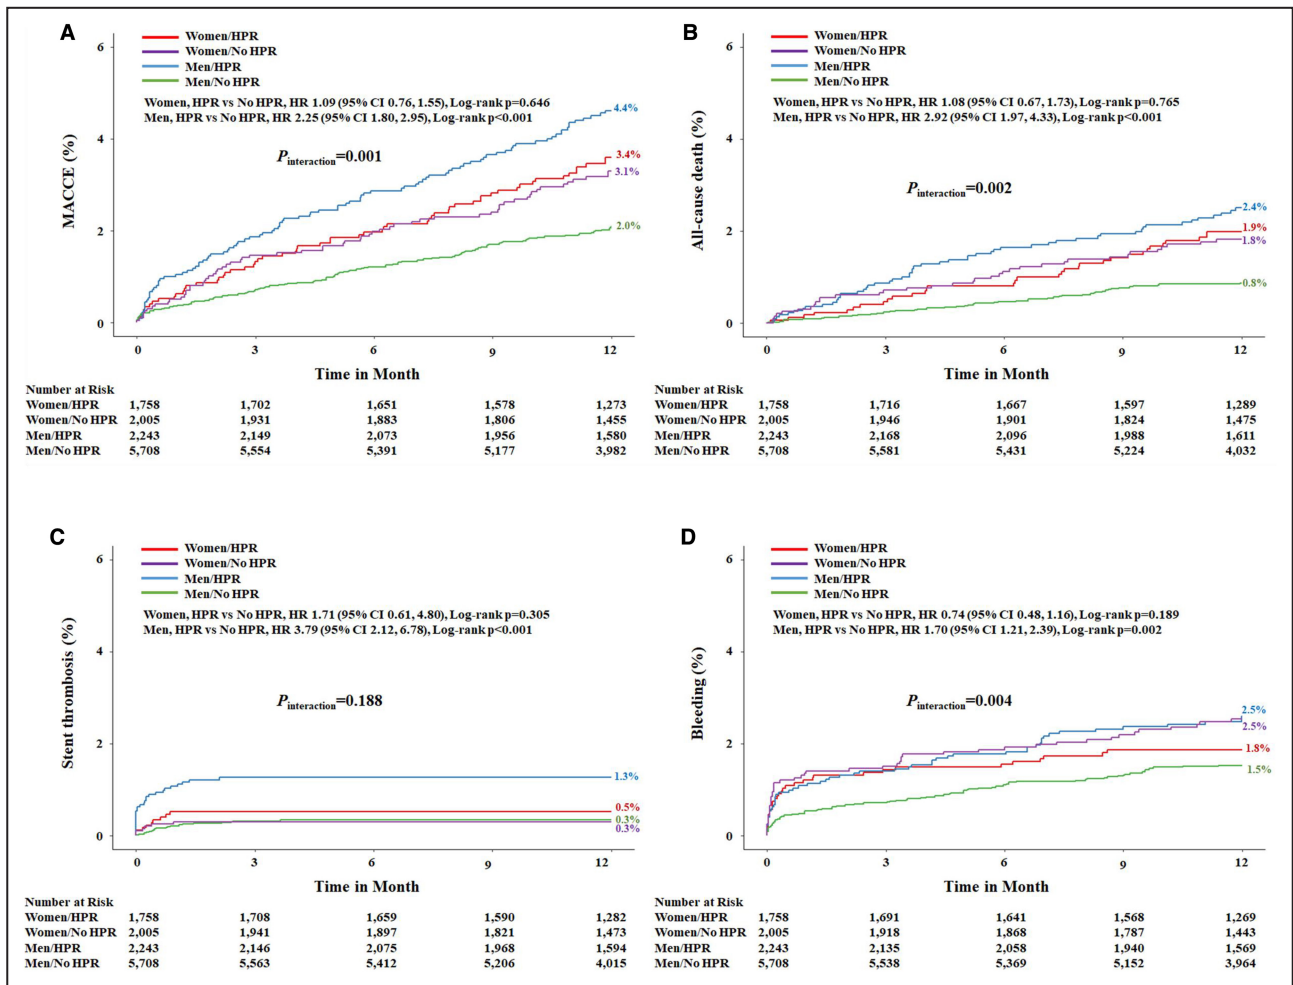 A
Women/HPR
Women/No HPR
Men/HPR
Men/No HPR
Women, HPR vs No HPR, HR 1.09 (95% CI 0.76, 1.55), Log-rank p=0.646
Men, HPR vs No HPR, HR 2.25 (95% CI 1.80, 2.95), Log-rank p<0.001
Pinteraction=0.001
MACCE (%)
6
4
2
0
4.4%
3.4%
3.1%
2.0%
0 3 6 9 12
Time in Month
Number at Risk
Women/HPR 1,758 1,702 1,651 1,578 1,273
Women/No HPR 2,005 1,931 1,883 1,806 1,455
Men/HPR 2,243 2,149 2,073 1,956 1,580
Men/No HPR 5,708 5,554 5,391 5,177 3,982
B
Women/HPR
Women/No HPR
Men/HPR
Men/No HPR
Women, HPR vs No HPR, HR 1.08 (95% CI 0.67, 1.73), Log-rank p=0.765
Men, HPR vs No HPR, HR 2.92 (95% CI 1.97, 4.33), Log-rank p<0.001
Pinteraction=0.002
All-cause death (%)
6
4
2
0
2.4%
1.9%
1.8%
0.8%
0 3 6 9 12
Time in Month
Number at Risk
Women/HPR 1,758 1,716 1,667 1,597 1,289
Women/No HPR 2,005 1,946 1,901 1,824 1,475
Men/HPR 2,243 2,168 2,096 1,988 1,611
Men/No HPR 5,708 5,581 5,431 5,224 4,032
C
Women/HPR
Women/No HPR
Men/HPR
Men/No HPR
Women, HPR vs No HPR, HR 1.71 (95% CI 0.61, 4.80), Log-rank p=0.305
Men, HPR vs No HPR, HR 3.79 (95% CI 2.12, 6.78), Log-rank p<0.001
Pinteraction=0.188
Stent thrombosis (%)
6
4
2
0
1.3%
0.5%
0.3%
0.3%
0 3 6 9 12
Time in Month
Number at Risk
Women/HPR 1,758 1,708 1,659 1,590 1,282
Women/No HPR 2,005 1,941 1,897 1,821 1,473
Men/HPR 2,243 2,146 2,075 1,968 1,594
Men/No HPR 5,708 5,563 5,412 5,206 4,015
D
Women/HPR
Women/No HPR
Men/HPR
Men/No HPR
Women, HPR vs No HPR, HR 0.74 (95% CI 0.48, 1.16), Log-rank p=0.189
Men, HPR vs No HPR, HR 1.70 (95% CI 1.21, 2.39), Log-rank p=0.002
Pinteraction=0.004
Bleeding (%)
6
4
2
0
2.5%
2.5%
1.8%
1.5%
0 3 6 9 12
Time in Month
Number at Risk
Women/HPR 1,758 1,691 1,641 1,568 1,269
Women/No HPR 2,005 1,918 1,868 1,787 1,443
Men/HPR 2,243 2,135 2,058 1,940 1,569
Men/No HPR 5,708 5,538 5,369 5,152 3,964